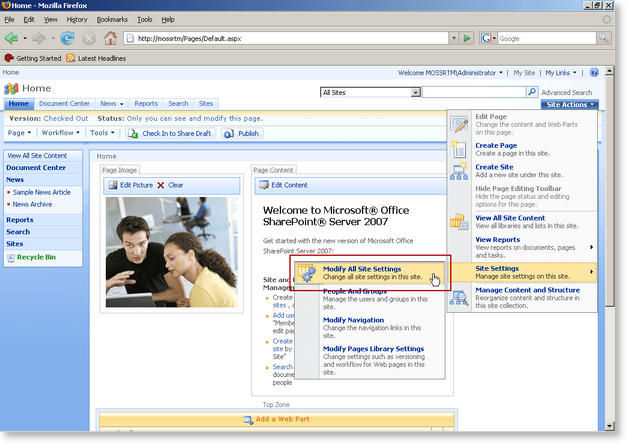 Home - Mozilla Firefox
File Edit View History Bookmarks Tools Help
http://mossrtm/Pages/Default.aspx
Google
Getting Started Latest Headlines
Home
Welcome MOSSRTM\Administrator My Site My Links
Home
All Sites
Advanced Search
Home Document Center News Reports Search Sites
Site Actions
Version: Checked Out Status: Only you can see and modify this page.
Page Workflow Tools Check In to Share Draft Publish
View All Site Content
Document Center
News
Sample News Article
News Archive
Reports
Search
Sites
Recycle Bin
Home
Page Image
Edit Picture Clear
Page Content
Edit Content
Welcome to Microsoft® Office
SharePoint® Server 2007
Get started with the new version of Microsoft Office
SharePoint Server 2007:
Site and
Manageme
Create
sites ,
Add use
"Membe
edit pag
Create
site by
Site"
Search
docume
people
Top Zone
Add a Web Part
Edit Page
Change the content and Web Parts
on this page.
Create Page
Create a page in this site.
Create Site
Add a new site under this site.
Hide Page Editing Toolbar
Hide the page status and editing
options for this page.
View All Site Content
View all libraries and lists in this site.
View Reports
View reports on documents, pages
and tasks.
Site Settings
Manage site settings on this site.
Manage Content and Structure
Reorganize content and structure in
this site collection.
Modify All Site Settings
Change all site settings in this site.
People And Groups
Manage the users and groups in this
site.
Modify Navigation
Change the navigation links in this
site.
Modify Pages Library Settings
Change settings such as versioning
and workflow for Web pages in this
site.
Done